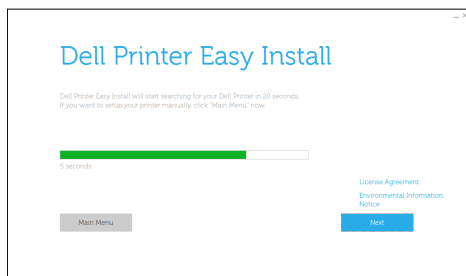 Dell Printer Easy Install
Dell Printer Easy Install will start searching for your Dell Printer in 20 seconds.
If you want to setup your printer manually, click "Main Menu" now.
5 seconds
License Agreement
Environmental Information
Notice
Main Menu
Next